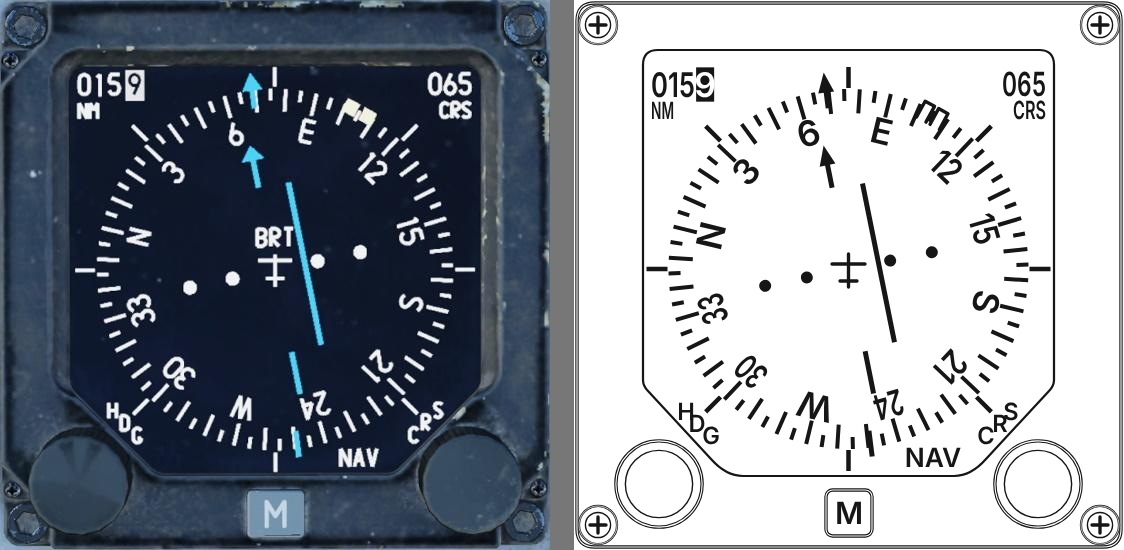 0159 065
NM CRS
6 E
3 12
N BRT 15
33 S
30 21
W 24
HDG CRS
NAV
M
0159 065
NM CRS
6 E
3 12
N 15
33 S
30 21
W 24
HDG CRS
NAV
M